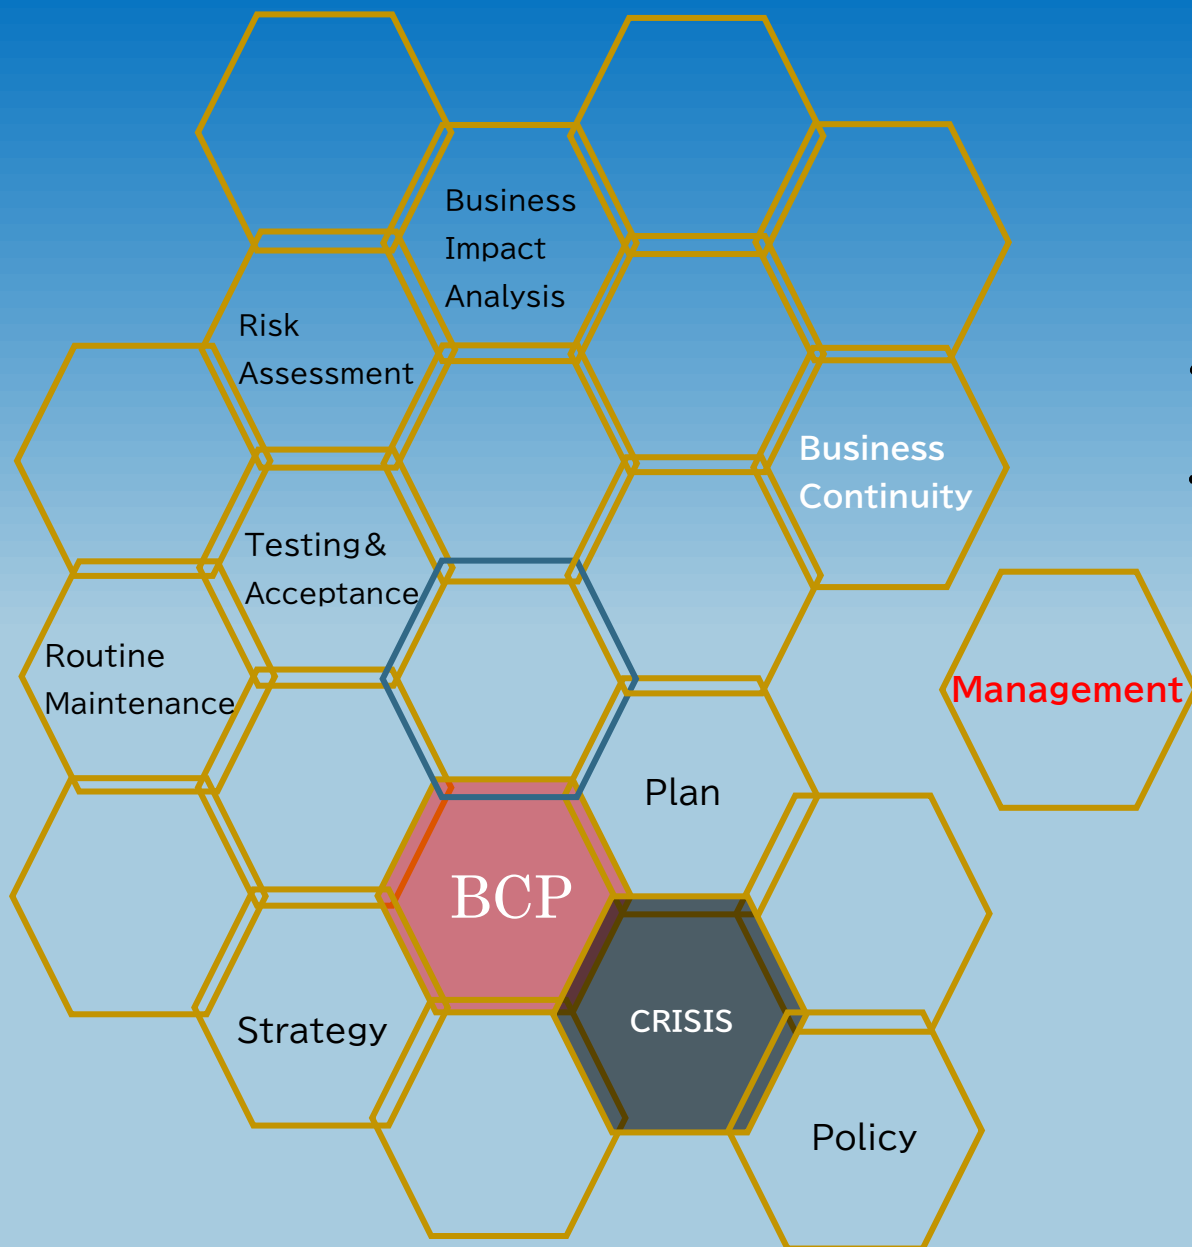 Business
Impact
Analysis
Risk
Assessment
Business
Continuity
Testing&
Acceptance
Routine
Maintenance
Management
Plan
BCP
CRISIS
Strategy
Policy